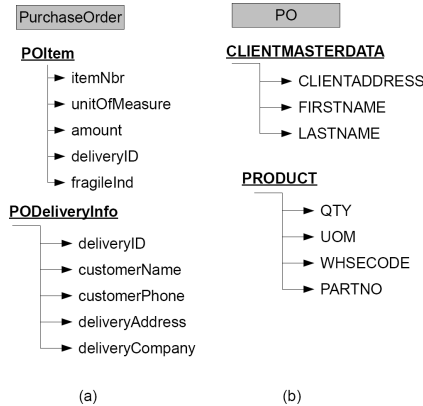 PurchaseOrder
POItem
itemNbr
unitOfMeasure
amount
deliveryID
fragileInd
PODeliveryInfo
deliveryID
customerName
customerPhone
deliveryAddress
deliveryCompany
(a)
PO
CLIENTMASTERDATA
CLIENTADDRESS
FIRSTNAME
LASTNAME
PRODUCT
QTY
UOM
WHSECODE
PARTNO
(b)